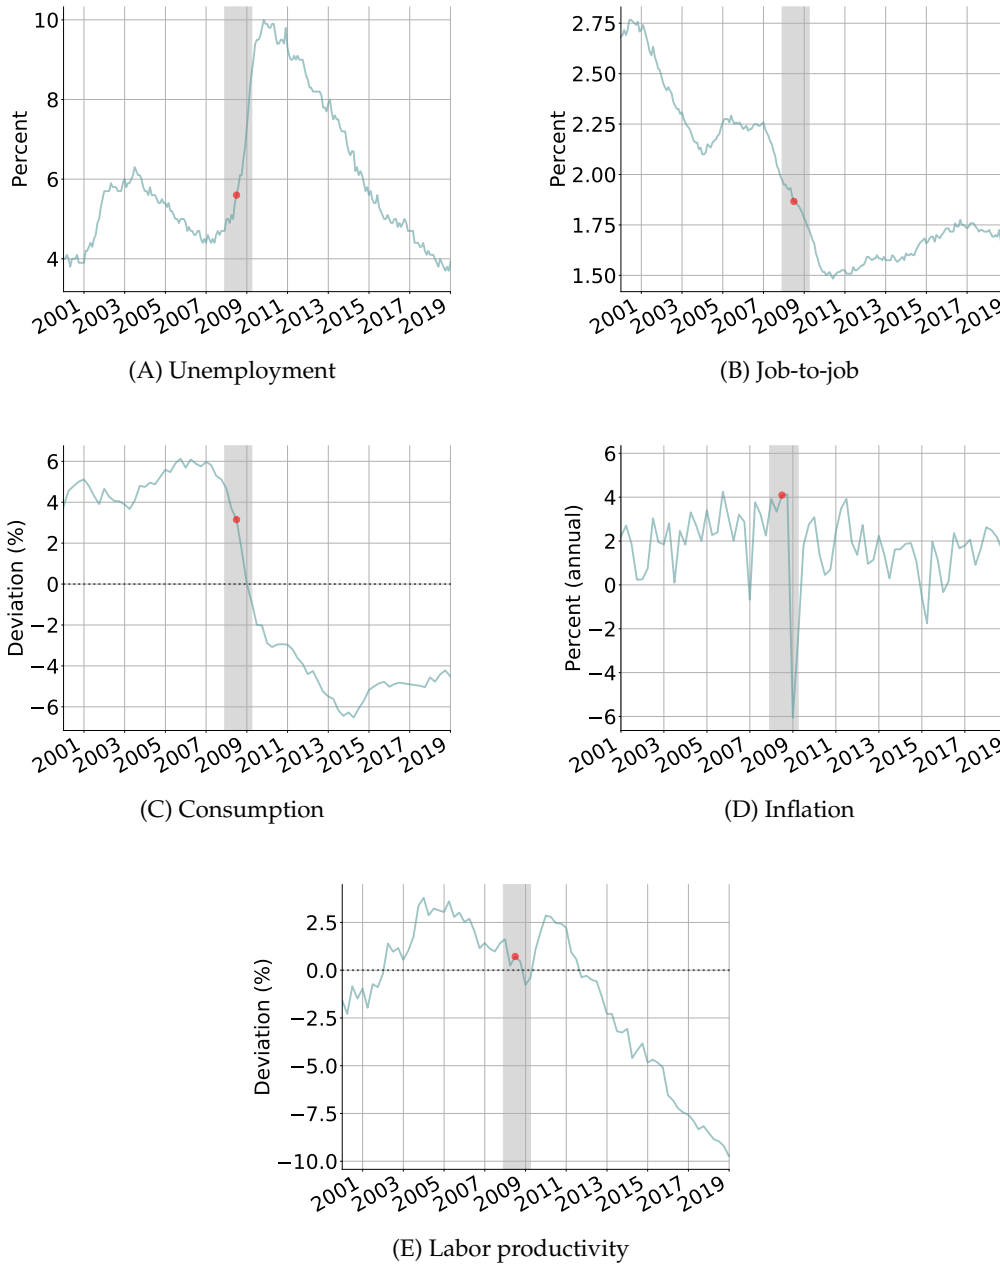 10
8
6
4
Percent
2001 2003 2005 2007 2009 2011 2013 2015 2017 2019
(A) Unemployment
2.75
2.50
2.25
2.00
1.75
1.50
Percent
2001 2003 2005 2007 2009 2011 2013 2015 2017 2019
(B) Job-to-job
6
4
2
0
−2
−4
−6
Deviation (%)
2001 2003 2005 2007 2009 2011 2013 2015 2017 2019
(C) Consumption
6
4
2
0
−2
−4
−6
Percent (annual)
2001 2003 2005 2007 2009 2011 2013 2015 2017 2019
(D) Inflation
2.5
0.0
−2.5
−5.0
−7.5
−10.0
Deviation (%)
2001 2003 2005 2007 2009 2011 2013 2015 2017 2019
(E) Labor productivity